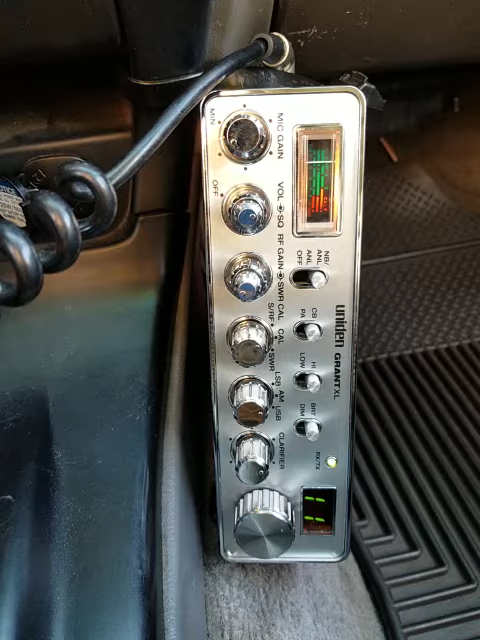 MIN
MIC GAIN
OFF
VOL SQ
RF GAIN SWR CAL
S/RF CAL SWR
LSB AM USB
CLARIFIER
NB/ANL
ANL
OFF
CB
PA
HI
LOW
BRT
DIM
RX/TX
uniden GRANT XL
11